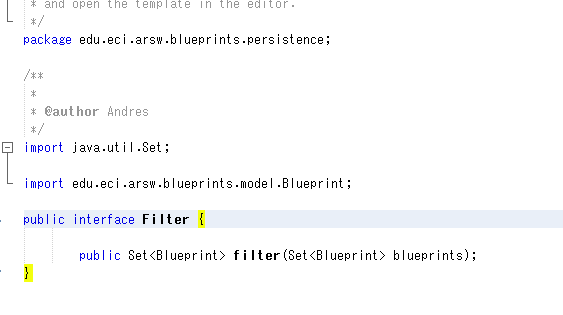 * and open the template in the editor.
*/
package edu.eci.arsw.blueprints.persistence;
/**
*
* @author Andres
*/
import java.util.Set;
import edu.eci.arsw.blueprints.model.Blueprint;
public interface Filter {
public Set<Blueprint> filter(Set<Blueprint> blueprints);
}